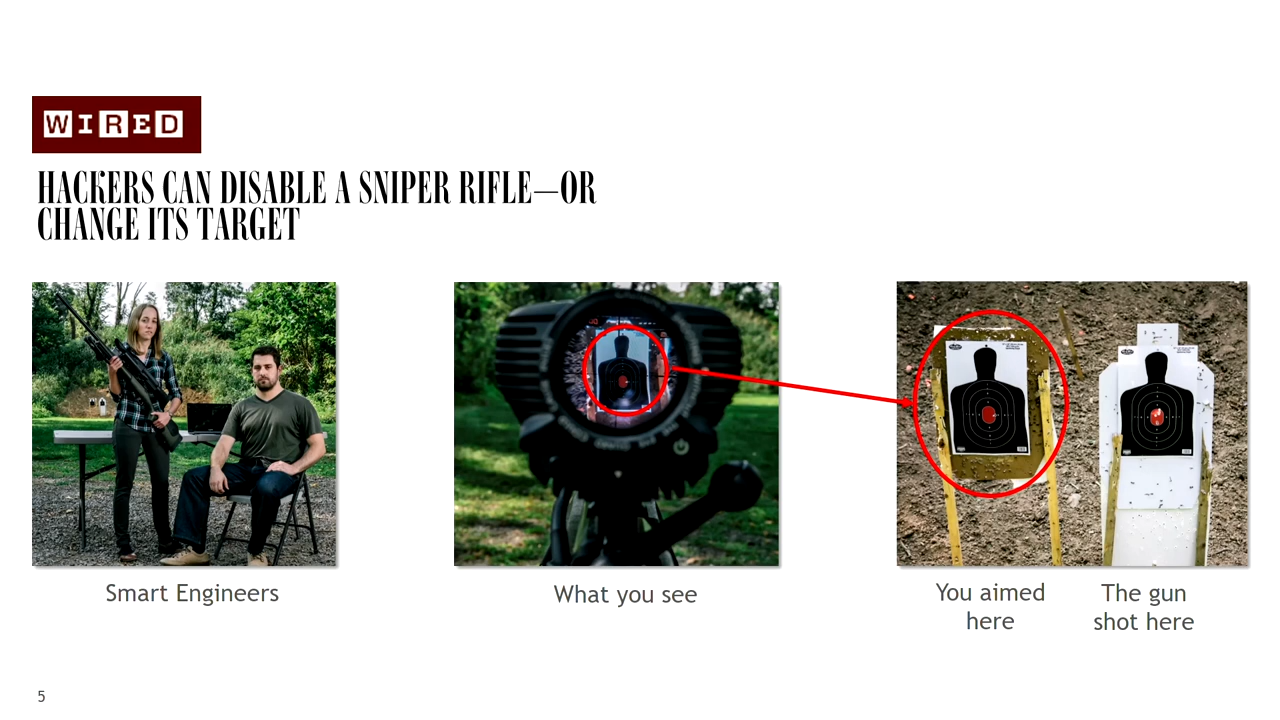 WIRED
HACKERS CAN DISABLE A SNIPER RIFLE—OR
CHANGE ITS TARGET
Smart Engineers
What you see
You aimed
here
The gun
shot here
5